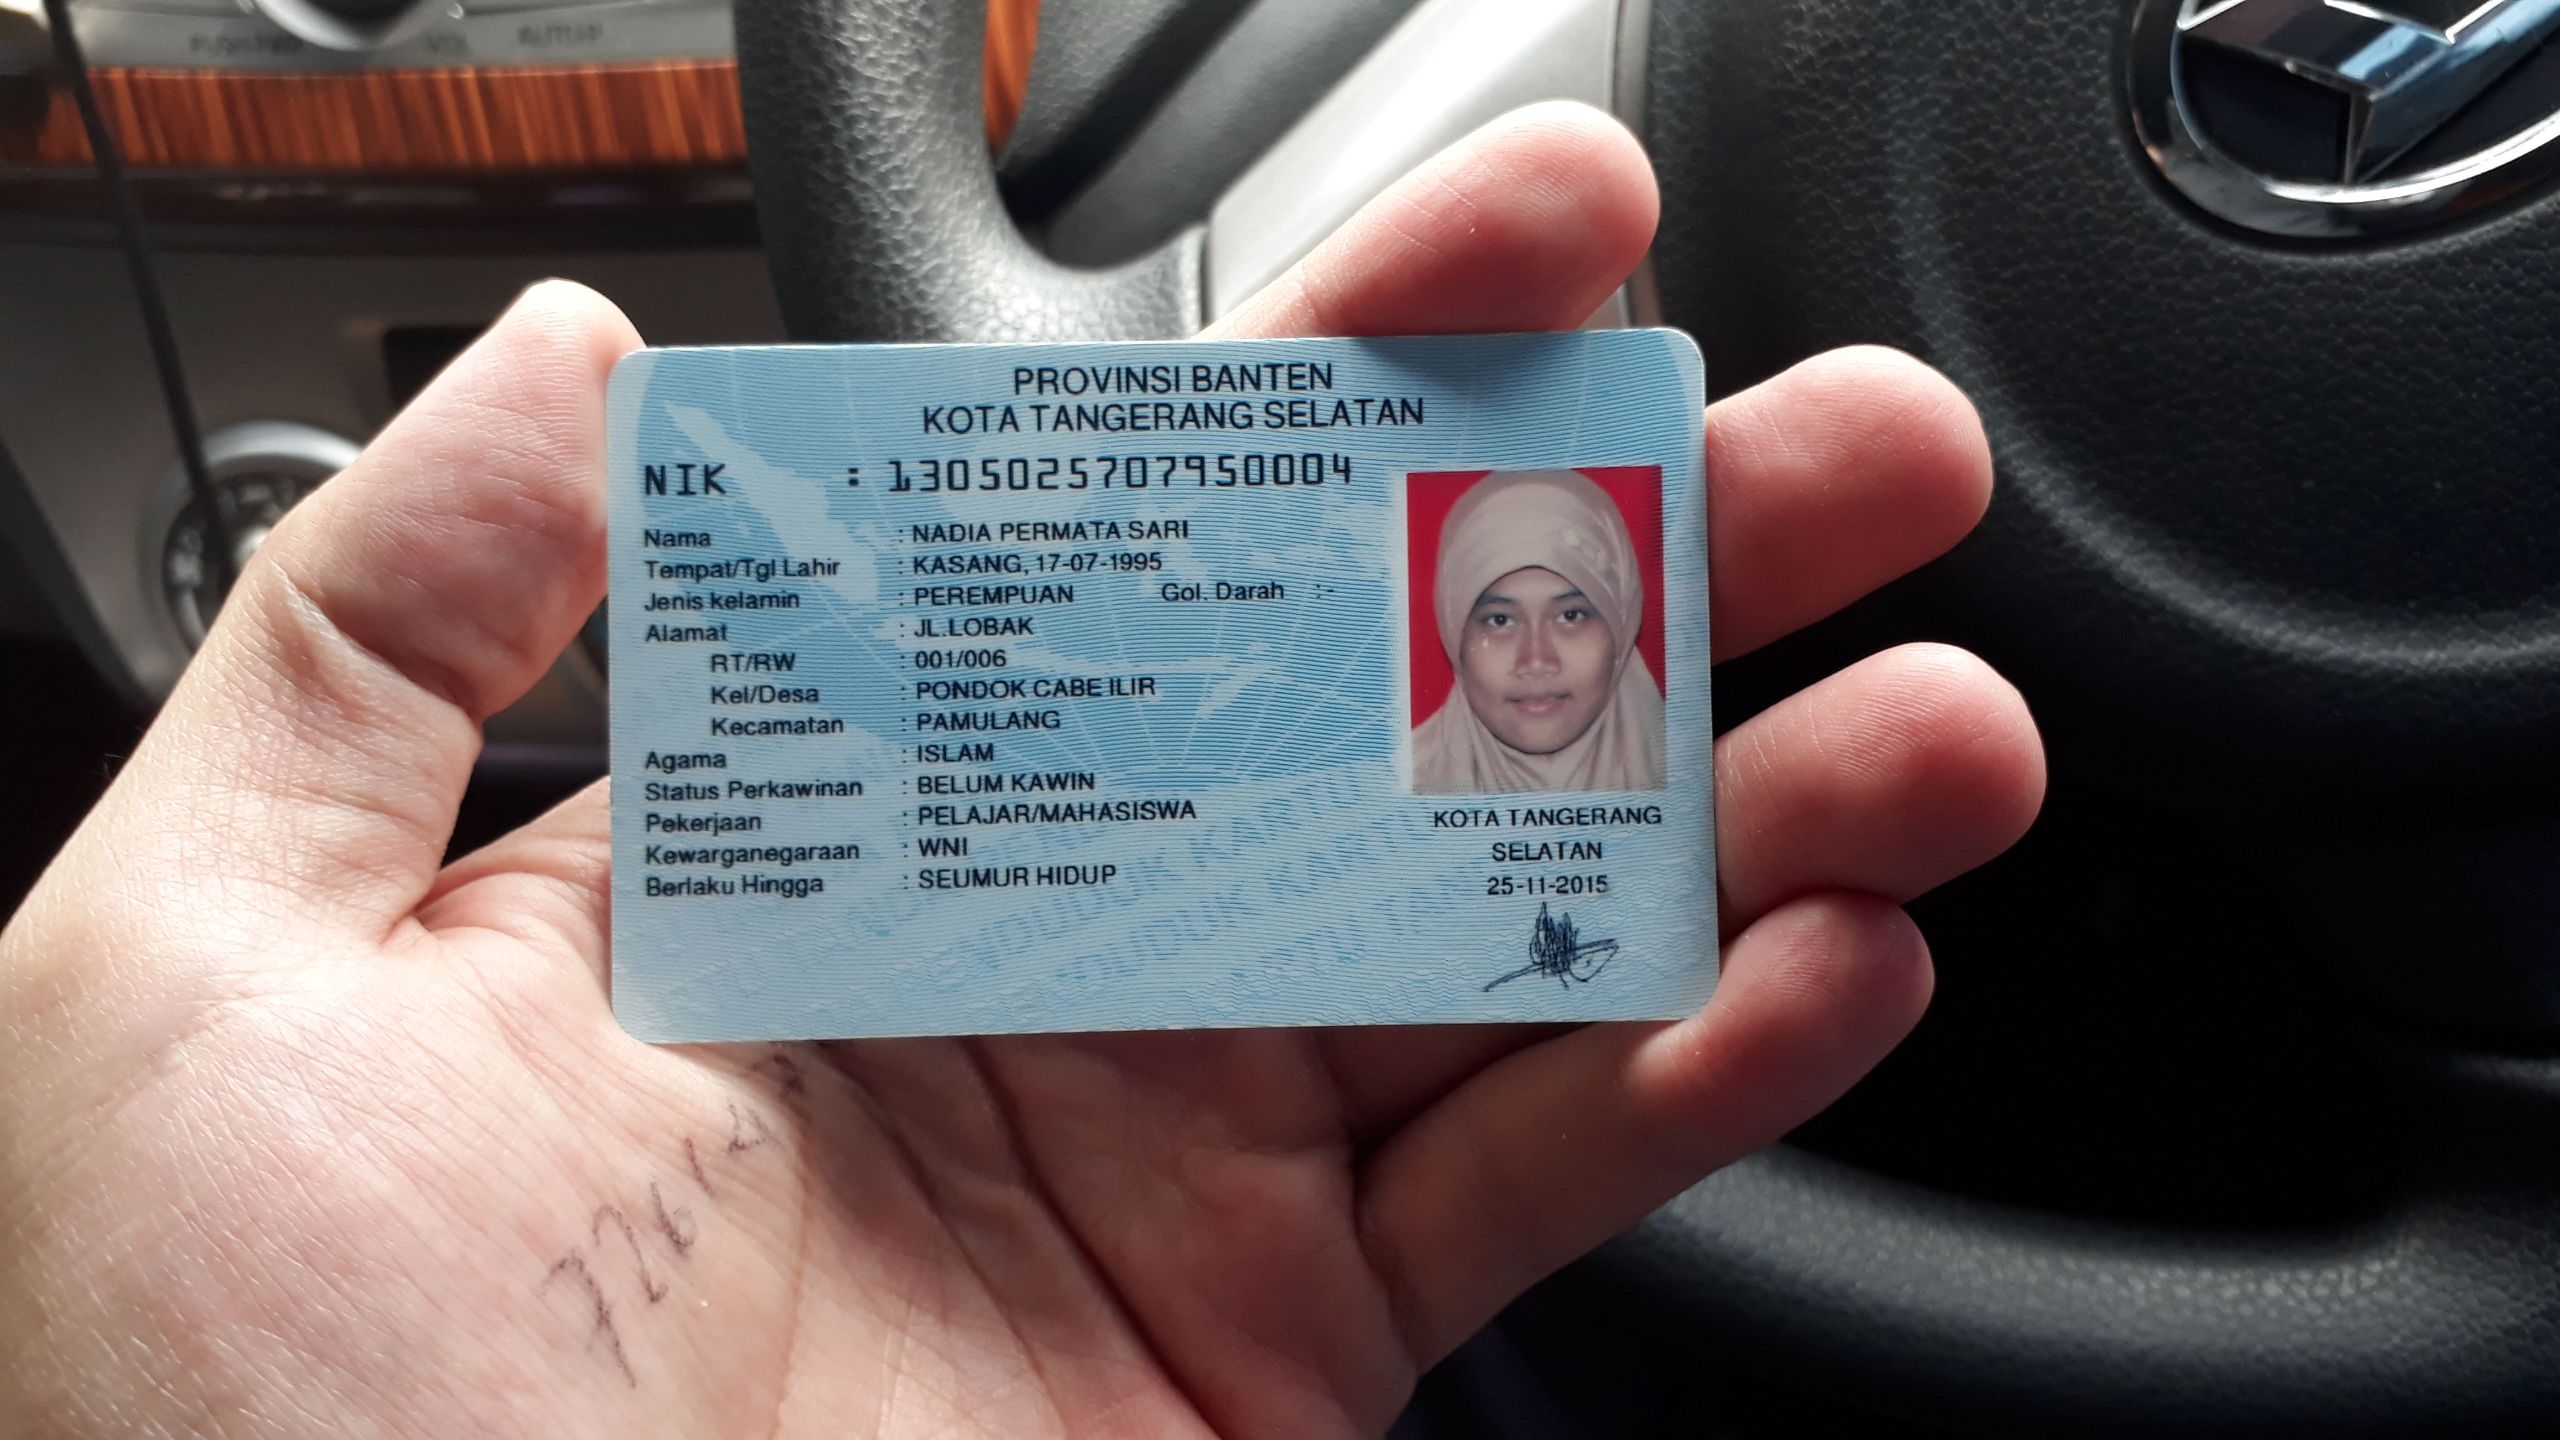 PROVINSI BANTEN
KOTA TANGERANG SELATAN
NIK : 1305025707950004
Nama : NADIA PERMATA SARI
Tempat/Tgl Lahir : KASANG, 17-07-1995
Jenis kelamin : PEREMPUAN Gol. Darah :-
Alamat : JL.LOBAK
RT/RW : 001/006
Kel/Desa : PONDOK CABE ILIR
Kecamatan : PAMULANG
Agama : ISLAM
Status Perkawinan : BELUM KAWIN
Pekerjaan : PELAJAR/MAHASISWA
Kewarganegaraan : WNI
Berlaku Hingga : SEUMUR HIDUP
KOTA TANGERANG
SELATAN
25-11-2015